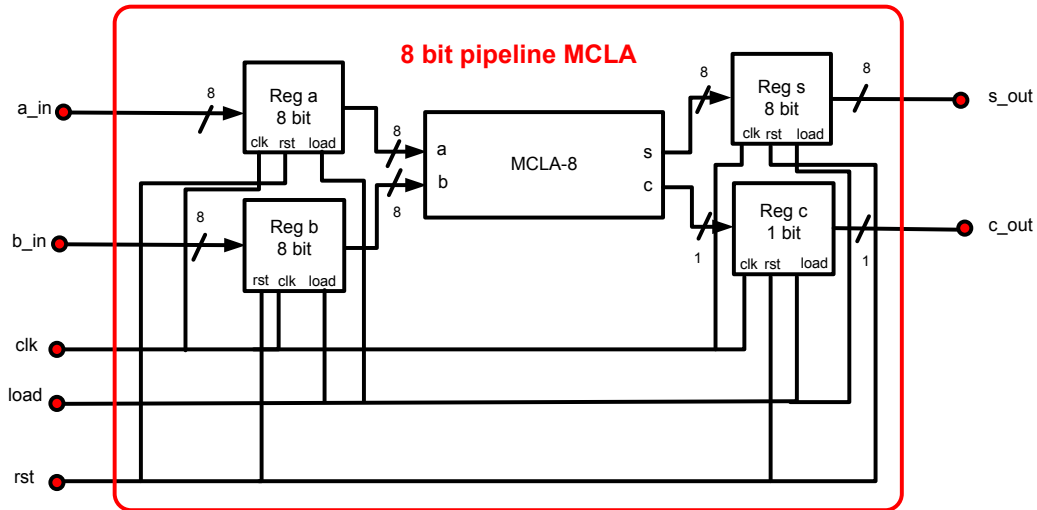 8 bit pipeline MCLA
a_in
8
Reg a
8 bit
clk rst load
8
a
b
8
MCLA-8
s
c
8
Reg s
8 bit
clk rst load
8
s_out
b_in
8
Reg b
8 bit
rst clk load
1
Reg c
1 bit
clk rst load
1
c_out
clk
load
rst